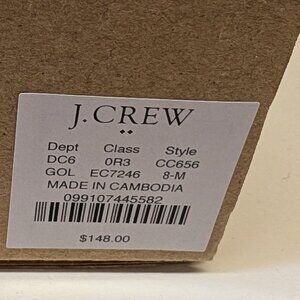 J.CREW
Dept Class Style
DC6 0R3 CC656
GOL EC7246 8-M
MADE IN CAMBODIA
099107445582
$148.00